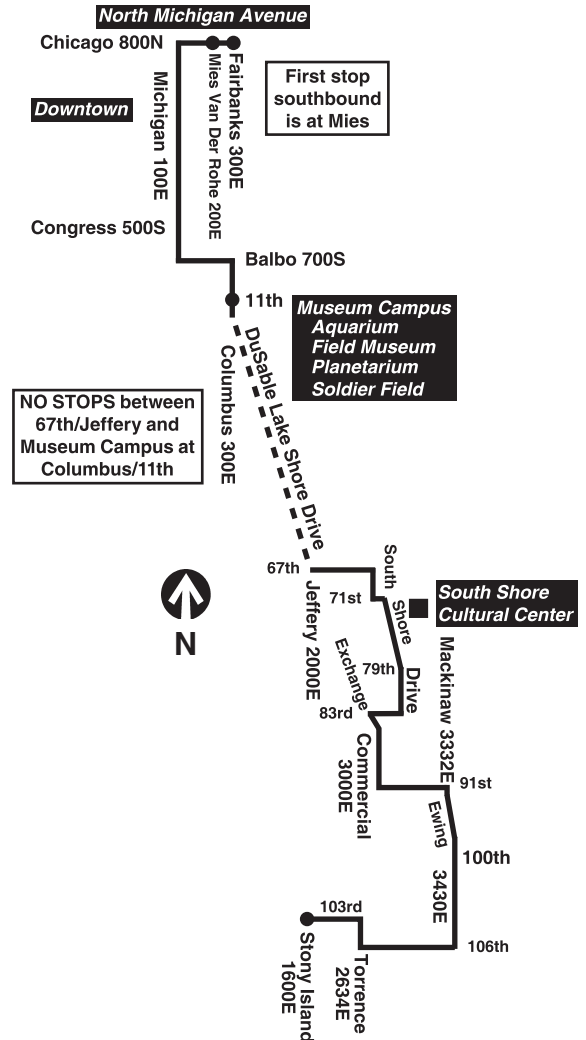 North Michigan Avenue
Chicago 800N
Fairbanks 300E
Mies Van Der Rohe 200E
Michigan 100E
First stop
southbound
is at Mies
Downtown
Congress 500S
Balbo 700S
11th
Museum Campus
Aquarium
Field Museum
Planetarium
Soldier Field
DuSable Lake Shore Drive
Columbus 300E
NO STOPS between
67th/Jeffery and
Museum Campus at
Columbus/11th
67th
South
Shore
Drive
71st
Jeffery 2000E
South Shore
Cultural Center
N
Exchange
79th
Mackinaw 3332E
83rd
Commercial
3000E
91st
Ewing
3430E
100th
103rd
106th
Stony Island
1600E
Torrence
2634E